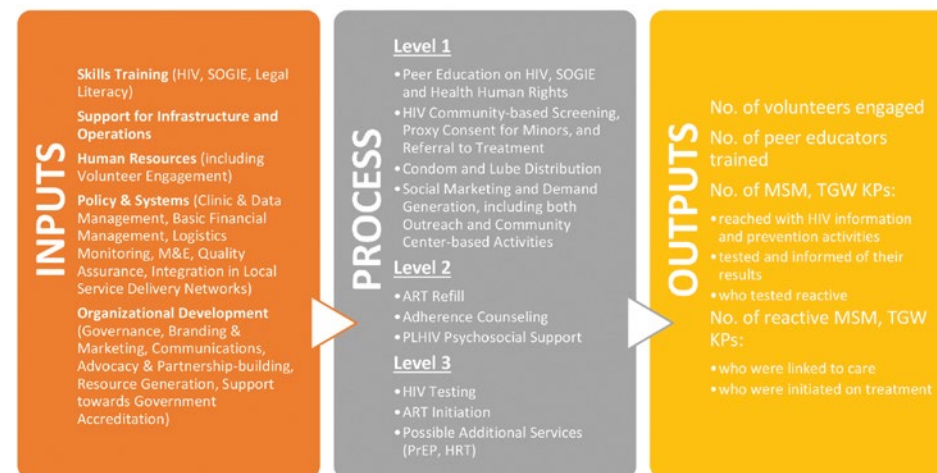 INPUTS
Skills Training (HIV, SOGIE, Legal
Literacy)
Support for Infrastructure and
Operations
Human Resources (including
Volunteer Engagement)
Policy & Systems (Clinic & Data
Management, Basic Financial
Management, Logistics
Monitoring, M&E, Quality
Assurance, Integration in Local
Service Delivery Networks)
Organizational Development
(Governance, Branding &
Marketing, Communications,
Advocacy & Partnership-building,
Resource Generation, Support
towards Government
Accreditation)
PROCESS
Level 1
• Peer Education on HIV, SOGIE
and Health Human Rights
• HIV Community-based Screening,
Proxy Consent for Minors, and
Referral to Treatment
• Condom and Lube Distribution
• Social Marketing and Demand
Generation, including both
Outreach and Community
Center-based Activities
Level 2
• ART Refill
• Adherence Counseling
• PLHIV Psychosocial Support
Level 3
• HIV Testing
• ART Initiation
• Possible Additional Services
(PrEP, HRT)
OUTPUTS
No. of volunteers engaged
No. of peer educators
trained
No. of MSM, TGW KPs:
• reached with HIV information
and prevention activities
• tested and informed of their
results
• who tested reactive
No. of reactive MSM, TGW
KPs:
• who were linked to care
• who were initiated on treatment